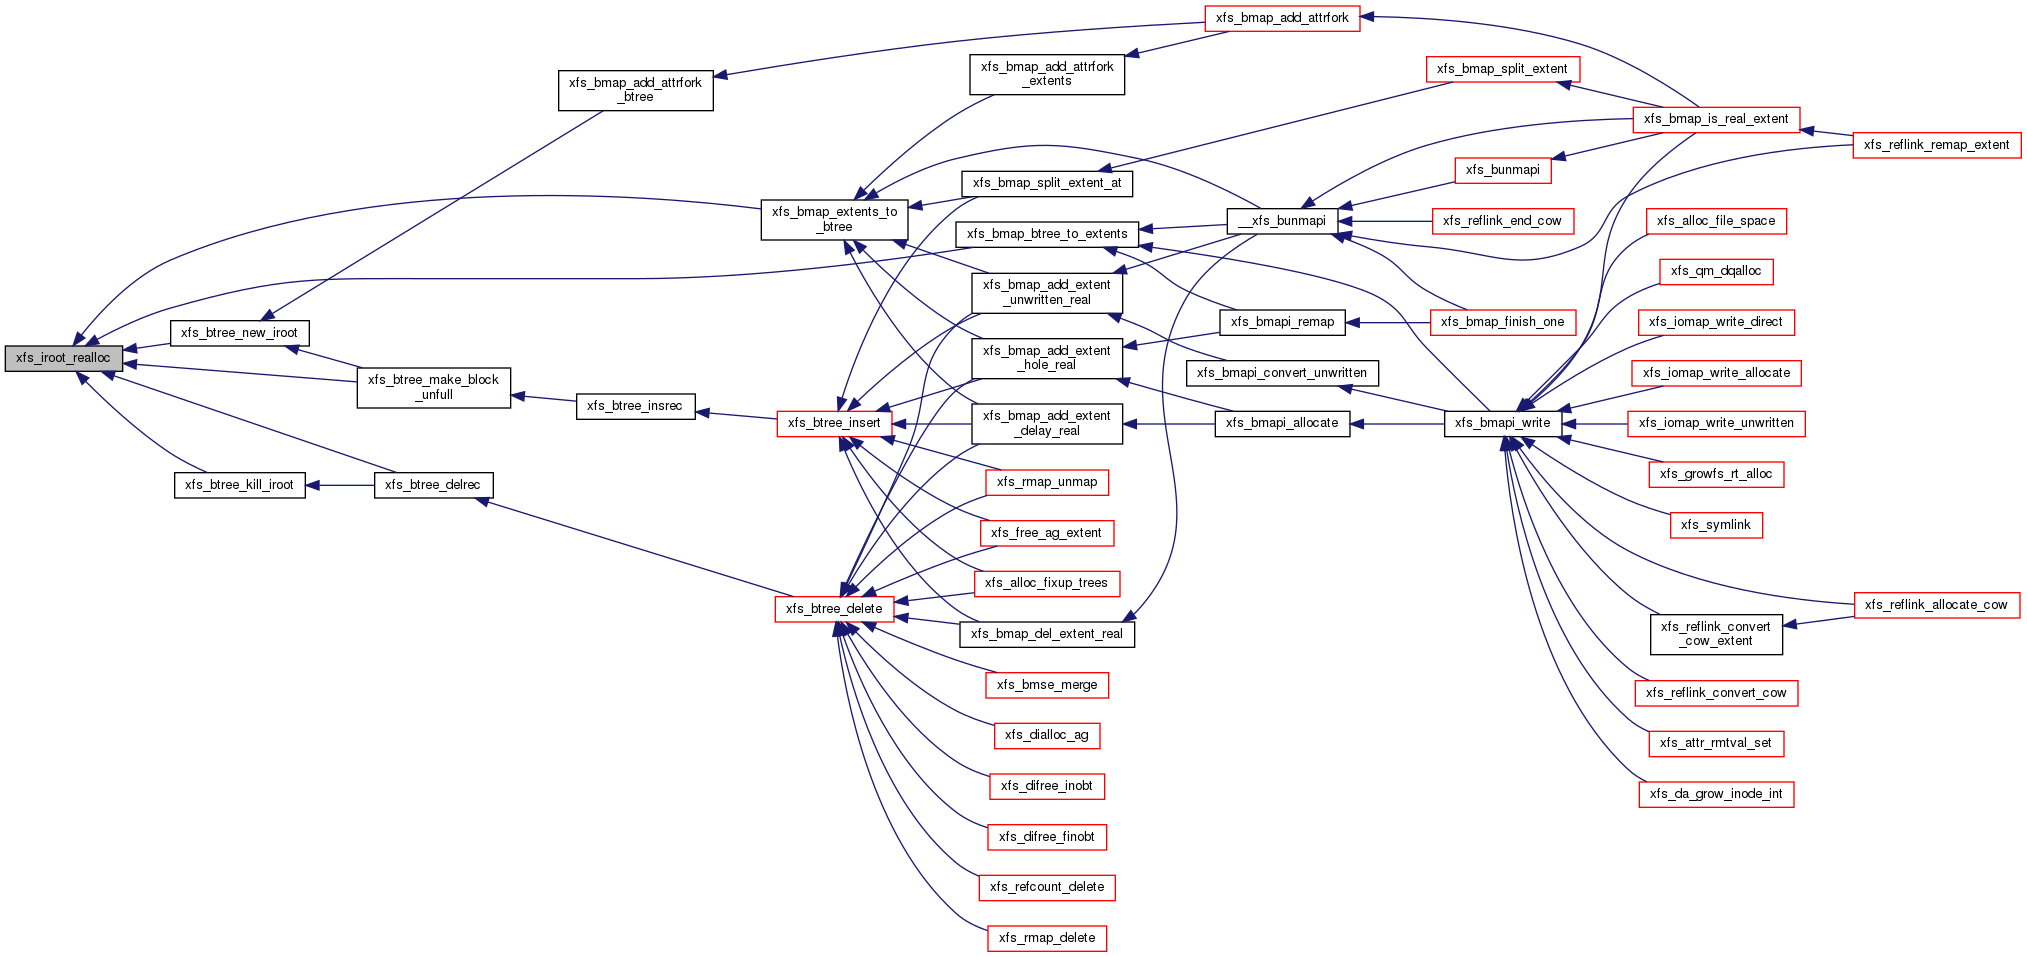 xfs_iroot_realloc
xfs_btree_new_iroot
xfs_btree_kill_iroot
xfs_btree_make_block
_unfull
xfs_btree_delrec
xfs_bmap_add_attrfork
_btree
xfs_btree_insrec
xfs_bmap_extents_to
_btree
xfs_btree_insert
xfs_btree_delete
xfs_bmap_add_attrfork
_extents
xfs_bmap_split_extent_at
xfs_bmap_btree_to_extents
xfs_bmap_add_extent
_unwritten_real
xfs_bmap_add_extent
_hole_real
xfs_bmap_add_extent
_delay_real
xfs_rmap_unmap
xfs_free_ag_extent
xfs_alloc_fixup_trees
xfs_bmap_del_extent_real
xfs_bmse_merge
xfs_dialloc_ag
xfs_difree_inobt
xfs_difree_finobt
xfs_refcount_delete
xfs_rmap_delete
xfs_bmap_add_attrfork
__xfs_bunmapi
xfs_bmapi_remap
xfs_bmapi_convert_unwritten
xfs_bmapi_allocate
xfs_bmap_split_extent
xfs_bunmapi
xfs_reflink_end_cow
xfs_bmap_finish_one
xfs_bmapi_write
xfs_bmap_is_real_extent
xfs_alloc_file_space
xfs_qm_dqalloc
xfs_iomap_write_direct
xfs_iomap_write_allocate
xfs_iomap_write_unwritten
xfs_growfs_rt_alloc
xfs_symlink
xfs_reflink_convert
_cow_extent
xfs_reflink_convert_cow
xfs_attr_rmtval_set
xfs_da_grow_inode_int
xfs_reflink_remap_extent
xfs_reflink_allocate_cow